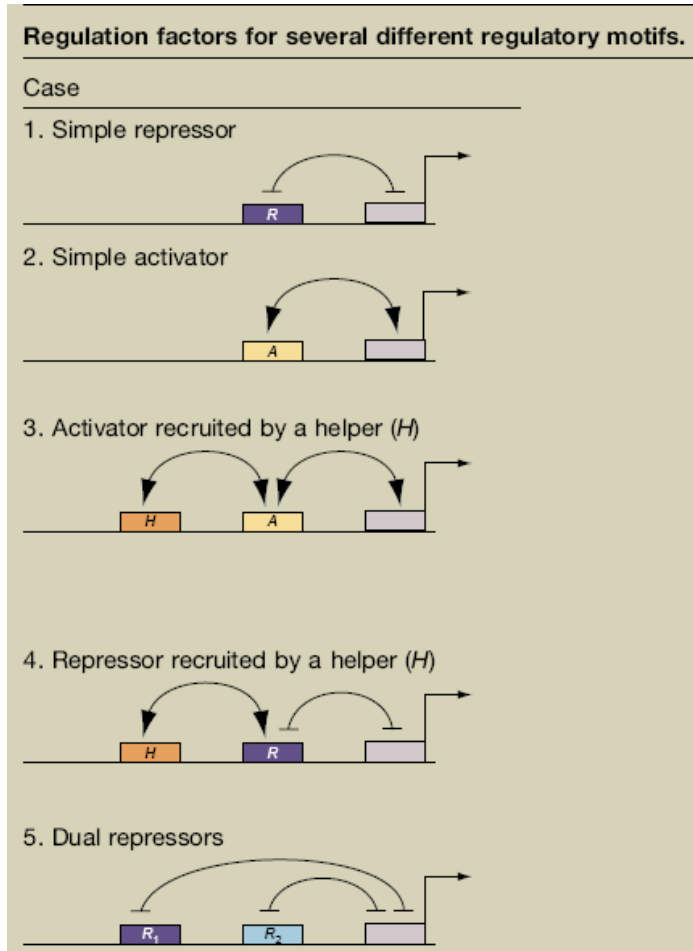 Regulation factors for several different regulatory motifs.
Case
1. Simple repressor
R
2. Simple activator
A
3. Activator recruited by a helper (H)
H A
4. Repressor recruited by a helper (H)
H R
5. Dual repressors
R₁ R₂